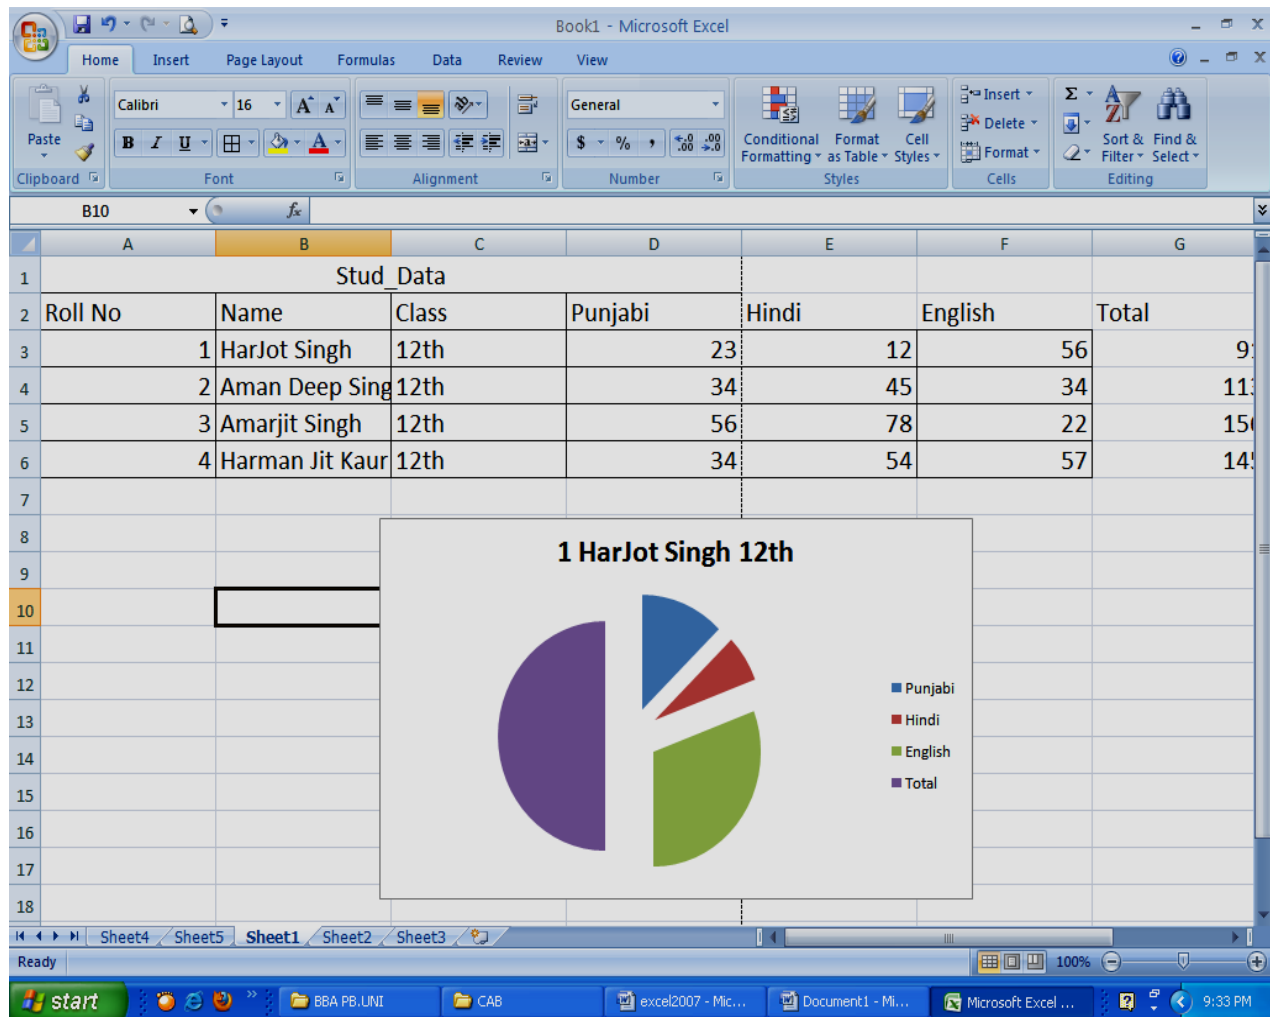 Book1 - Microsoft Excel
Home Insert Page Layout Formulas Data Review View
Calibri 16 A A General Σ Insert
Paste B I U A $ % , .0 .00 .00 .0 Conditional Formatting Format as Table Cell Styles Delete Format Sort & Filter Find & Select
Clipboard Font Alignment Number Styles Cells Editing
B10 fx
A B C D E F G
1 Stud_Data
2 Roll No Name Class Punjabi Hindi English Total
3 1 HarJot Singh 12th 23 12 56
4 2 Aman Deep Sing 12th 34 45 34
5 3 Amarjit Singh 12th 56 78 22
6 4 Harman Jit Kaur 12th 34 54 57
7
8
1 HarJot Singh 12th
9
10
11
12
Punjabi
13
Hindi
14
English
15
Total
16
17
18
Sheet4 Sheet5 Sheet1 Sheet2 Sheet3
Ready 100%
start BBA PB.UNI CAB excel2007 - Mic... Document1 - Mi... Microsoft Excel ... 9:33 PM